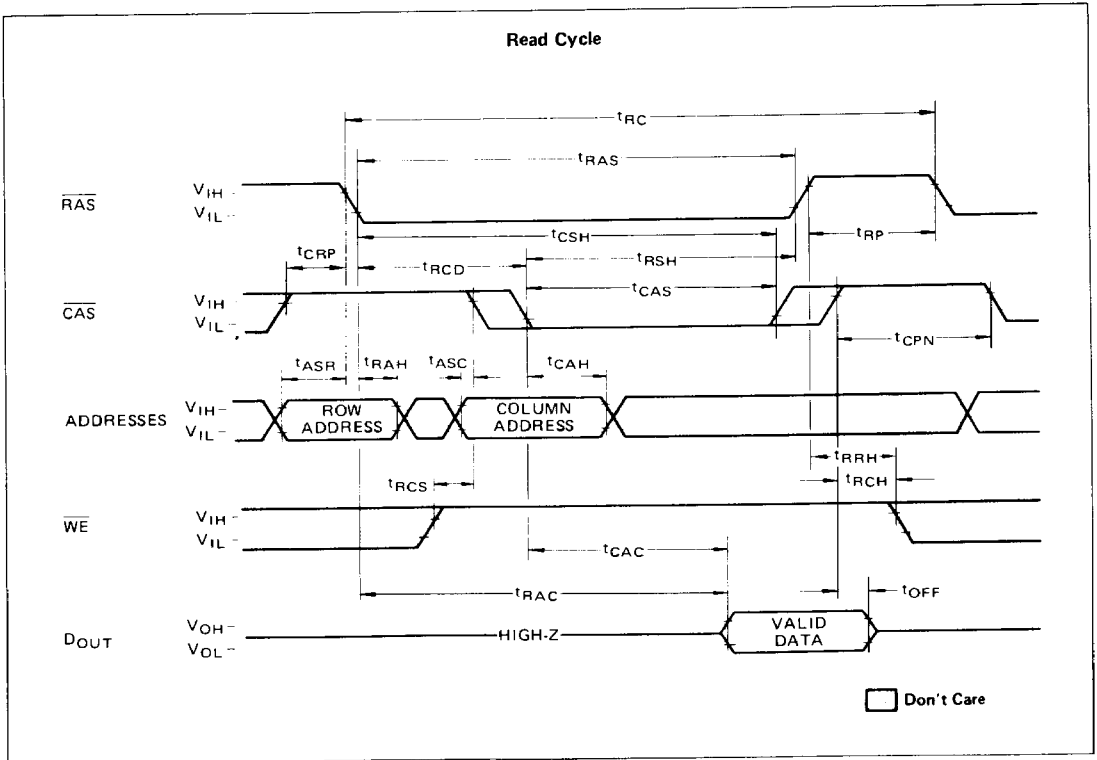 Read Cycle
tRC
tRAS
RAS
VIH
VIL
tCSH
tRP
tCRP
tRCD
tRSH
CAS
VIH
VIL
tCAS
tCPN
tASR
tRAH
tASC
tCAH
ADDRESSES
VIH
VIL
ROW
ADDRESS
COLUMN
ADDRESS
tRRH
tRCS
tRCH
WE
VIH
VIL
tCAC
tRAC
tOFF
DOUT
VOH
VOL
HIGH-Z
VALID
DATA
Don't Care